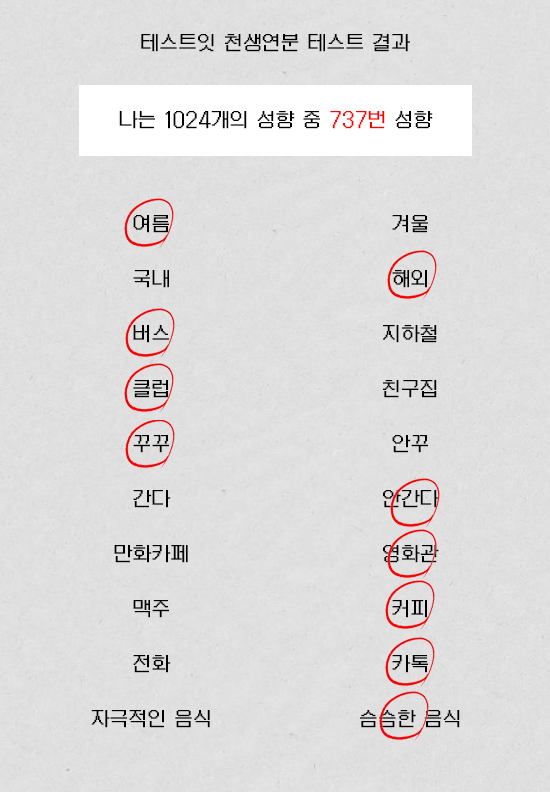 테스트잇 천생연분 테스트 결과
나는 1024개의 성향 중 737번 성향
여름 겨울
국내 해외
버스 지하철
클럽 친구집
꾸꾸 안꾸
간다 안간다
만화카페 영화관
맥주 커피
전화 카톡
자극적인 음식 슴슴한 음식